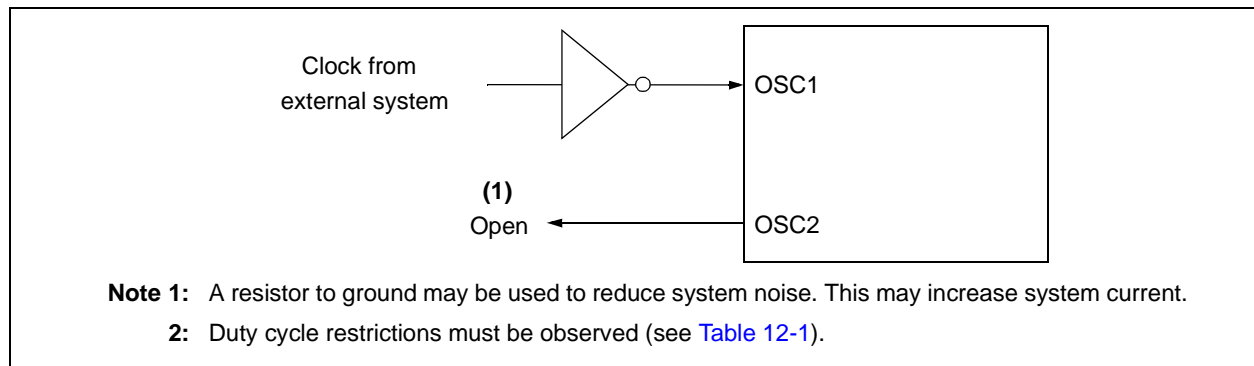 Clock from
external system
OSC1
(1)
Open
OSC2
Note 1: A resistor to ground may be used to reduce system noise. This may increase system current.
2: Duty cycle restrictions must be observed (see Table 12-1).